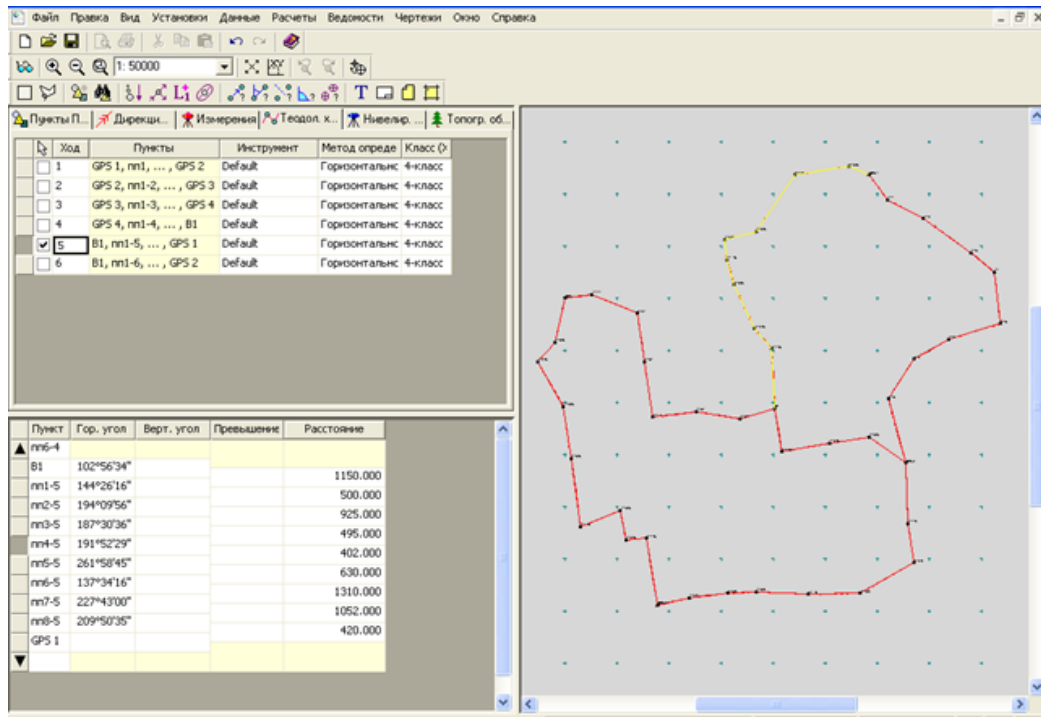 Файл Правка Вид Установки Данные Расчеты Ведомости Чертежи Окно Справка
1: 50000
Пункты П... Дирекци... Измерения Теодол. х... Нивелир. ... Топогр. об...
Ход Пункты Инструмент Метод опреде Класс (У
1 GPS 1, пп1, ... , GPS 2 Default Горизонтальнс 4-класс
2 GPS 2, пп1-2, ... , GPS 3 Default Горизонтальнс 4-класс
3 GPS 3, пп1-3, ... , GPS 4 Default Горизонтальнс 4-класс
4 GPS 4, пп1-4, ... , B1 Default Горизонтальнс 4-класс
5 B1, пп1-5, ... , GPS 1 Default Горизонтальнс 4-класс
6 B1, пп1-6, ... , GPS 2 Default Горизонтальнс 4-класс
Пункт Гор. угол Верт. угол Превышение Расстояние
пп6-4
B1 102°56'34"
1150.000
пп1-5 144°26'16"
500.000
пп2-5 194°09'56"
925.000
пп3-5 187°30'36"
495.000
пп4-5 191°52'29"
402.000
пп5-5 261°58'45"
630.000
пп6-5 137°34'16"
1310.000
пп7-5 227°43'00"
1052.000
пп8-5 209°50'35"
420.000
GPS 1